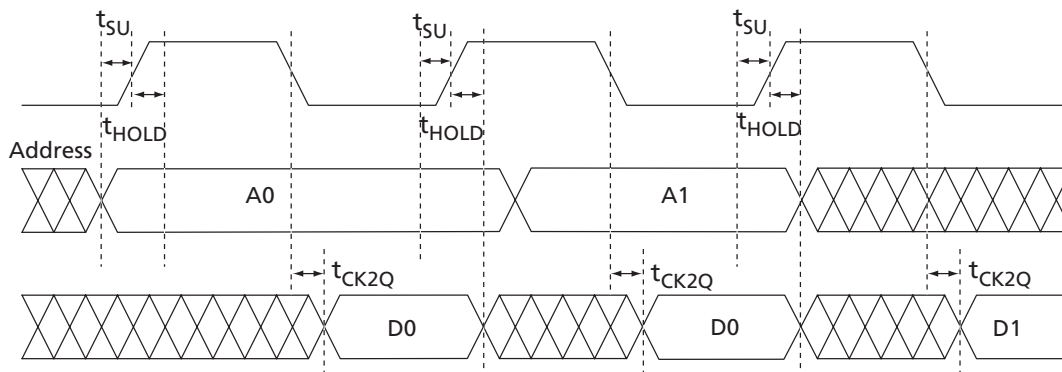 tSU tSU tSU
tHOLD tHOLD tHOLD
Address
A0 A1
tCK2Q tCK2Q tCK2Q
D0 D0 D1